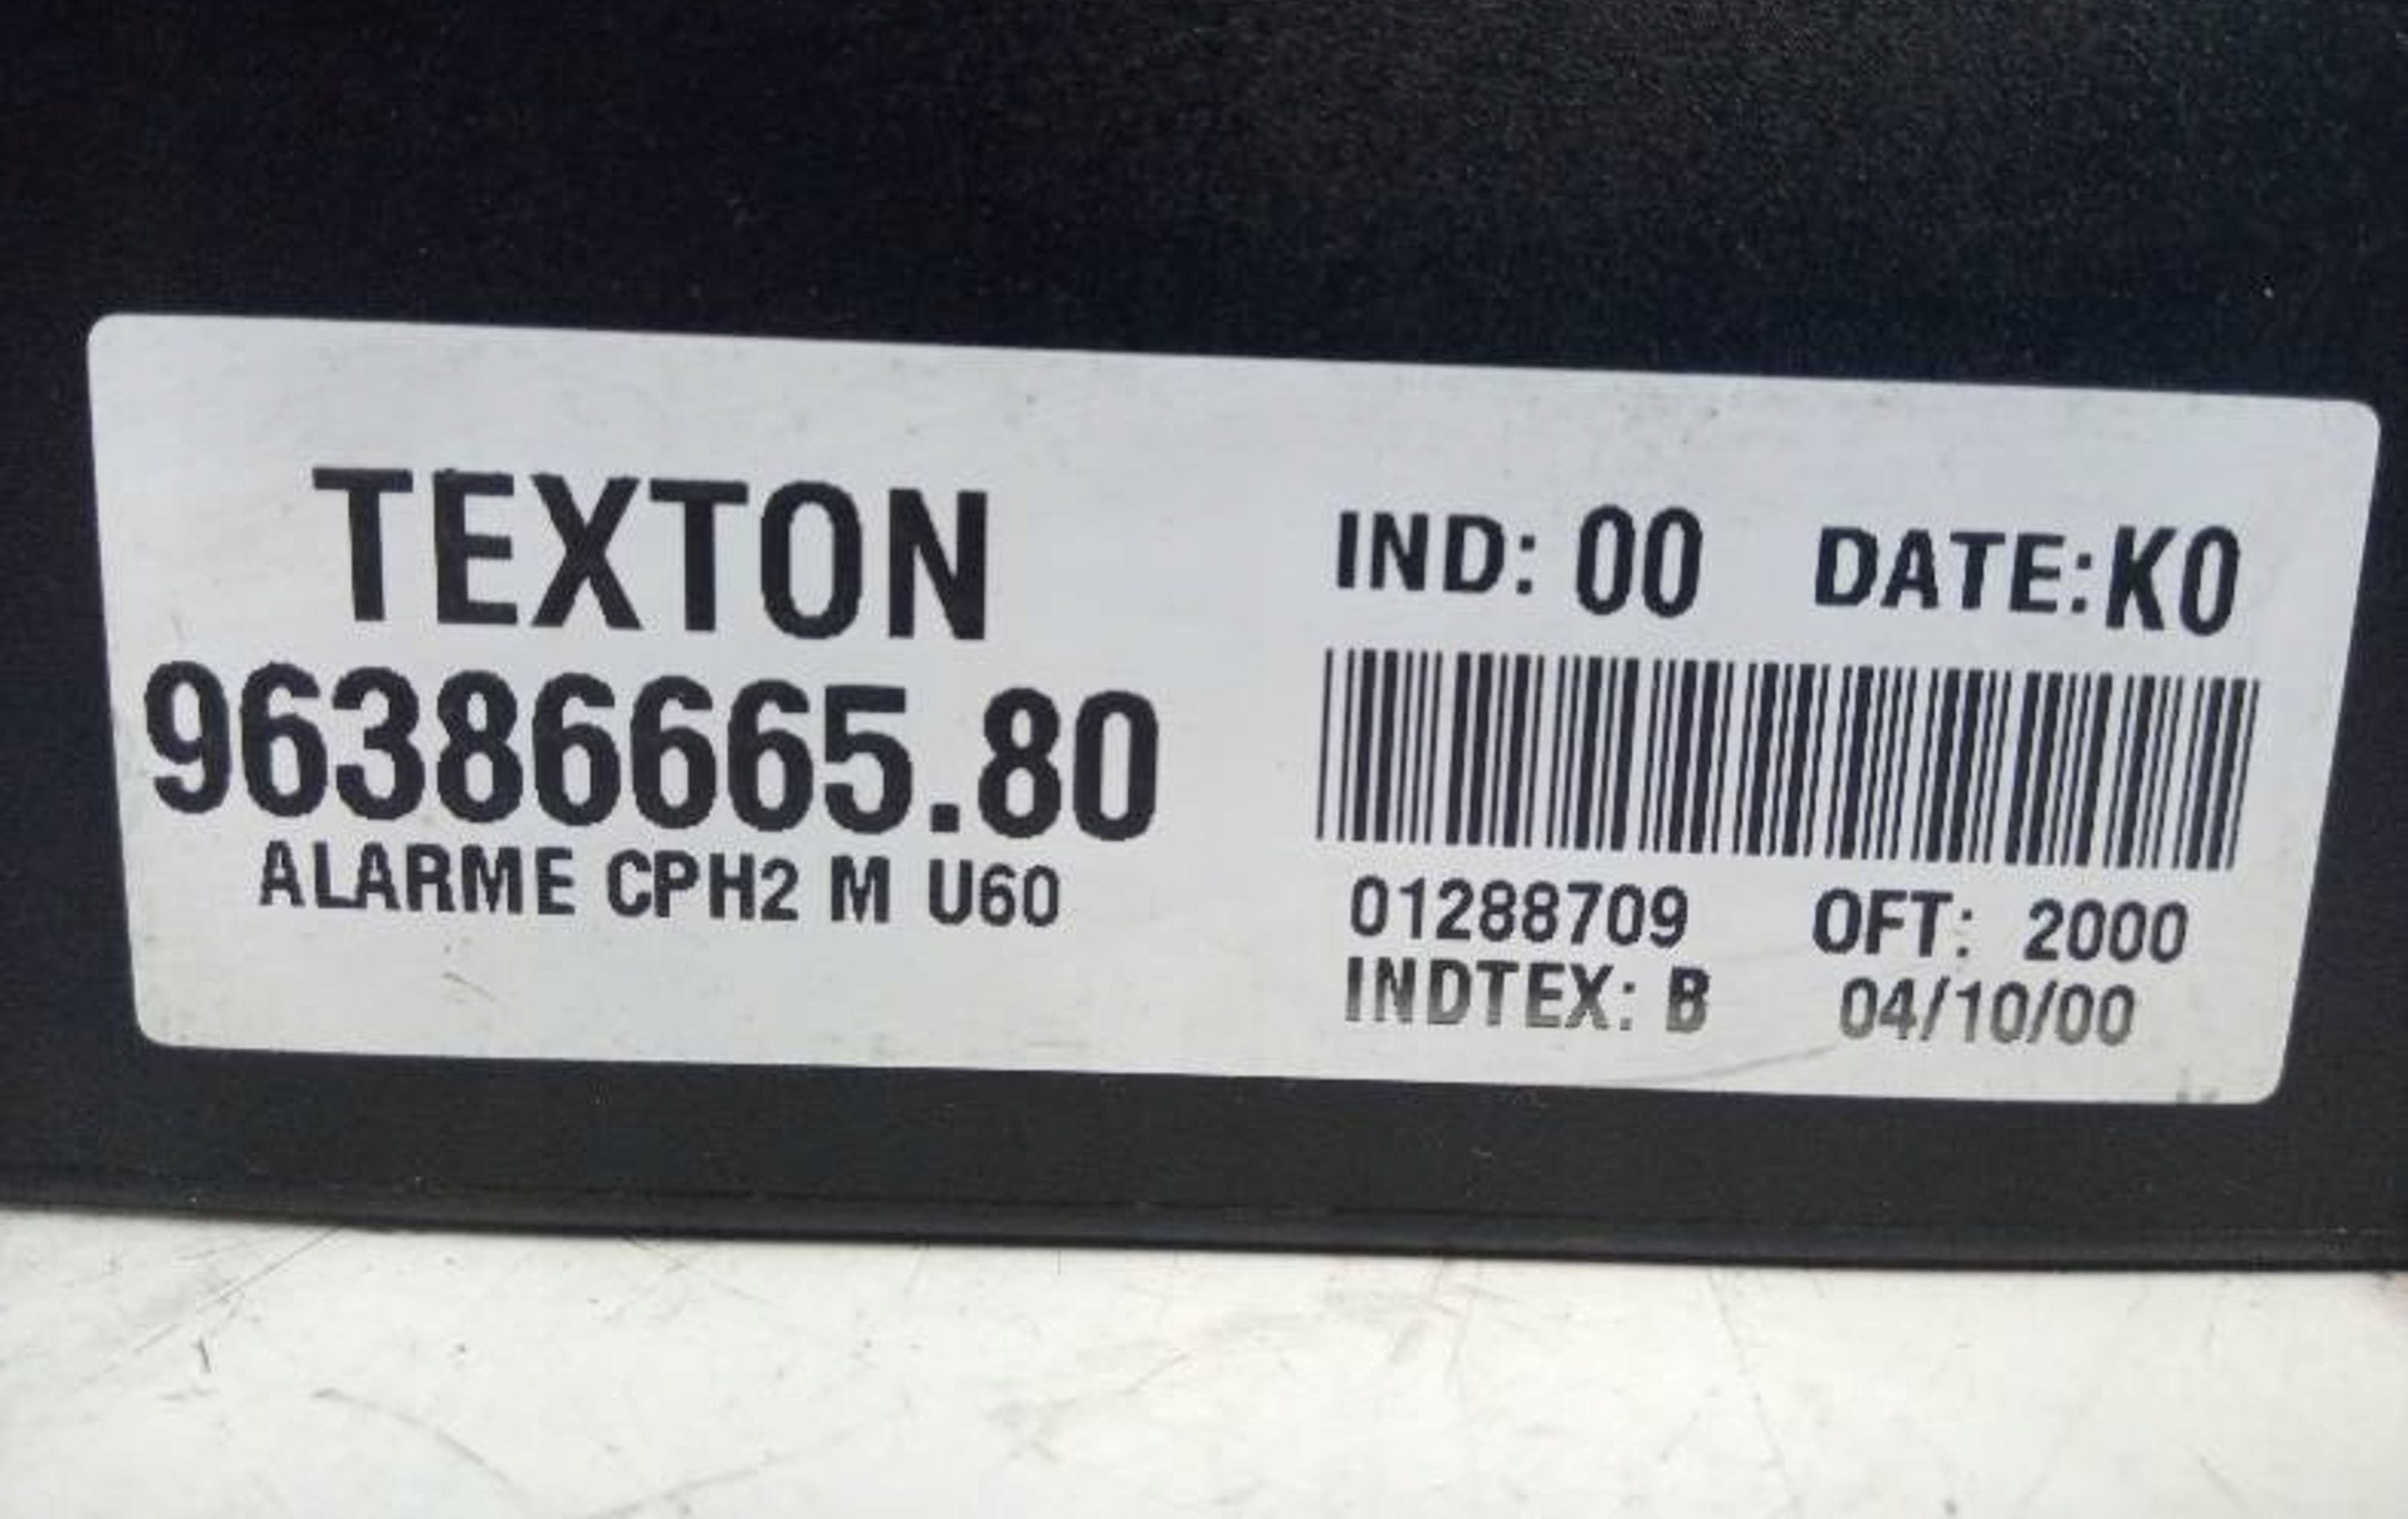 TEXTON
96386665.80
ALARME CPH2 M U60
IND: 00 DATE:K0
01288709 OFT: 2000
INDTEX: B 04/10/00